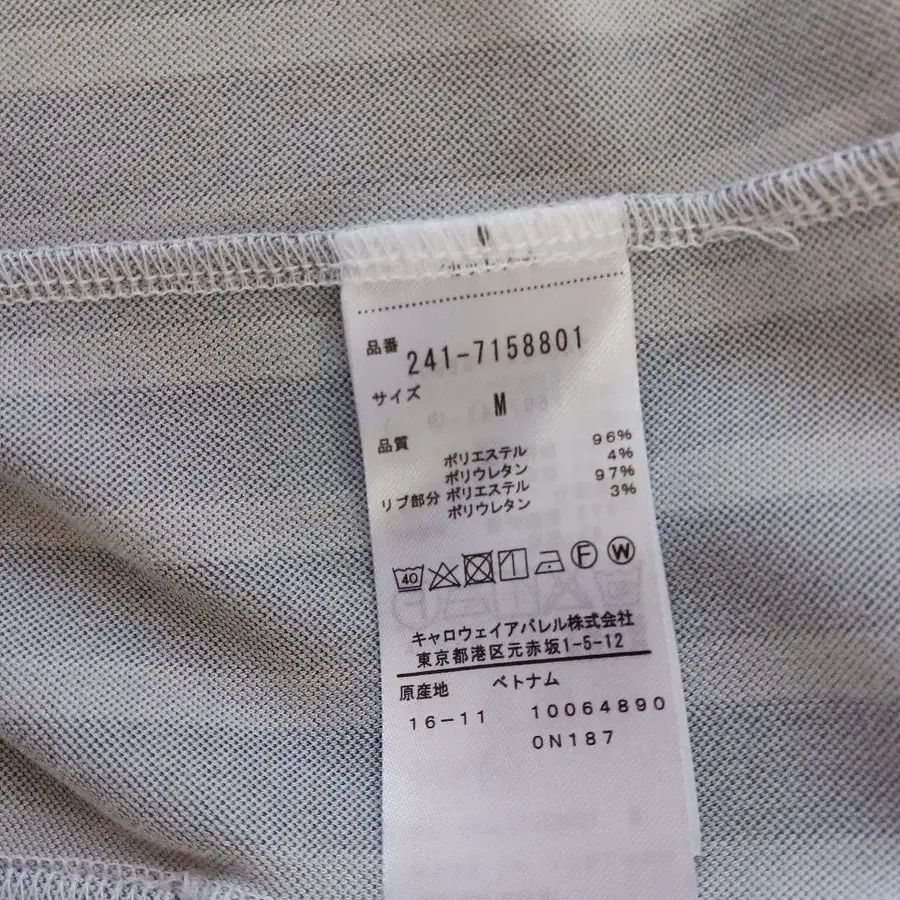 品番
241-7158801
サイズ
M
品質
ポリエステル 96%
ポリウレタン 4%
リブ部分 ポリエステル 97%
ポリウレタン 3%
40 F W
キャロウェイアパレル株式会社
東京都港区元赤坂1-5-12
原産地 ベトナム
16-11 10064890
0N187